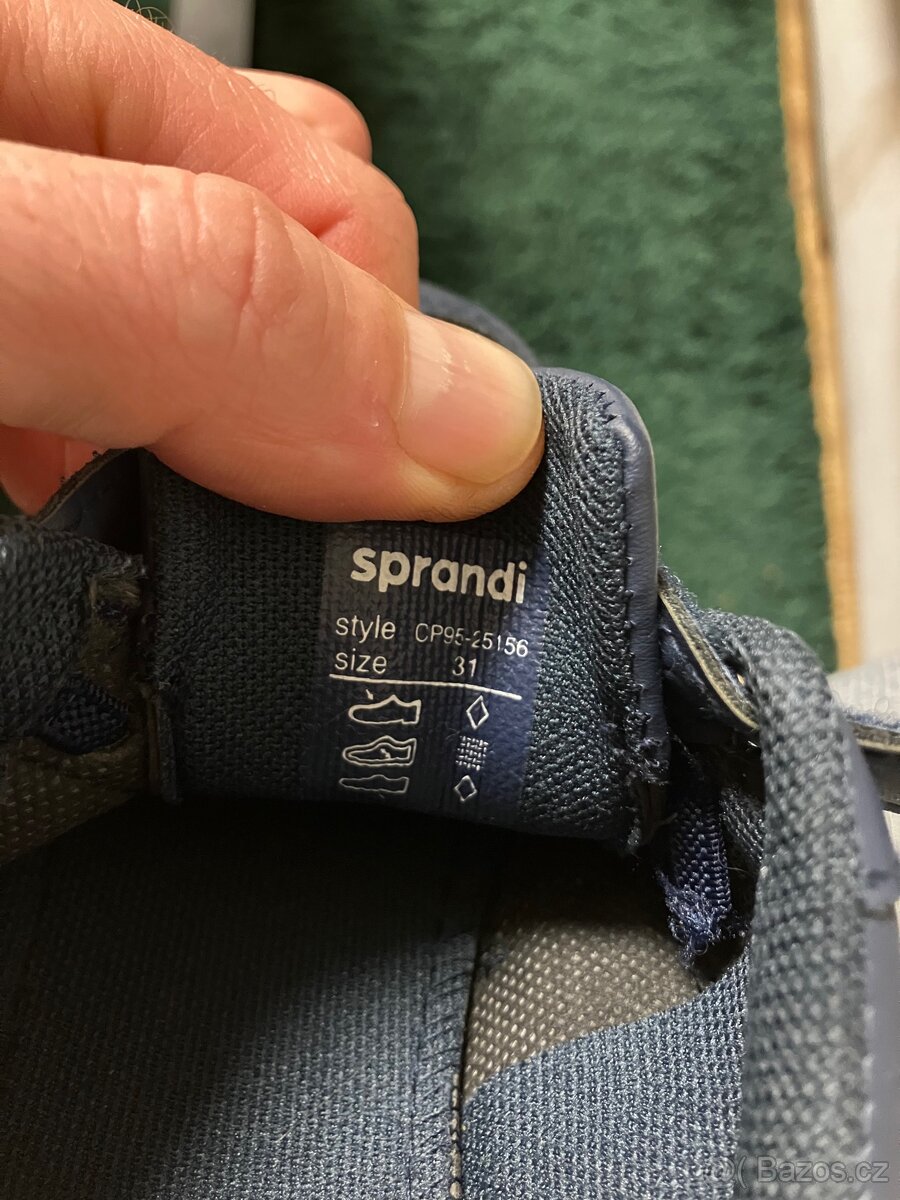 sprandi
style CP95-25156
size 31
Bazos.cz